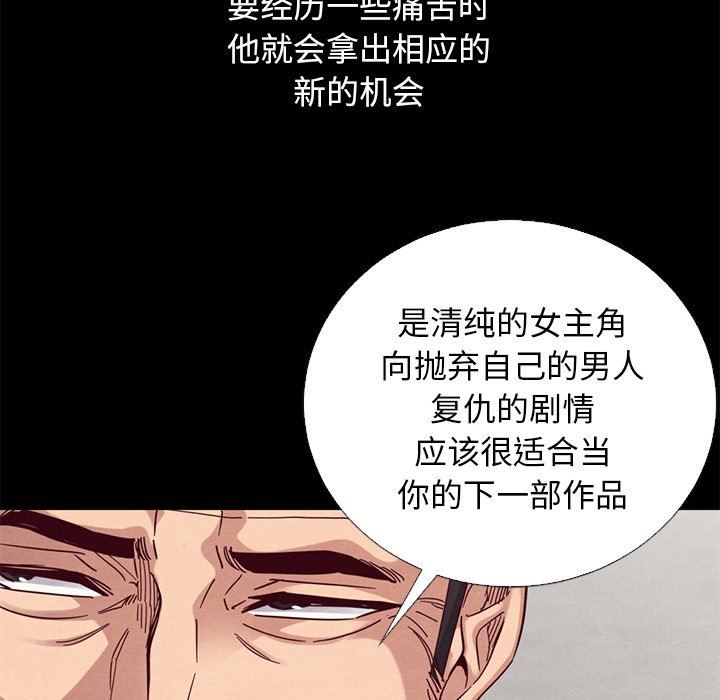 要经历一些痛苦时
他就会拿出相应的
新的机会
是清纯的女主角
向抛弃自己的男人
复仇的剧情
应该很适合当
你的下一部作品